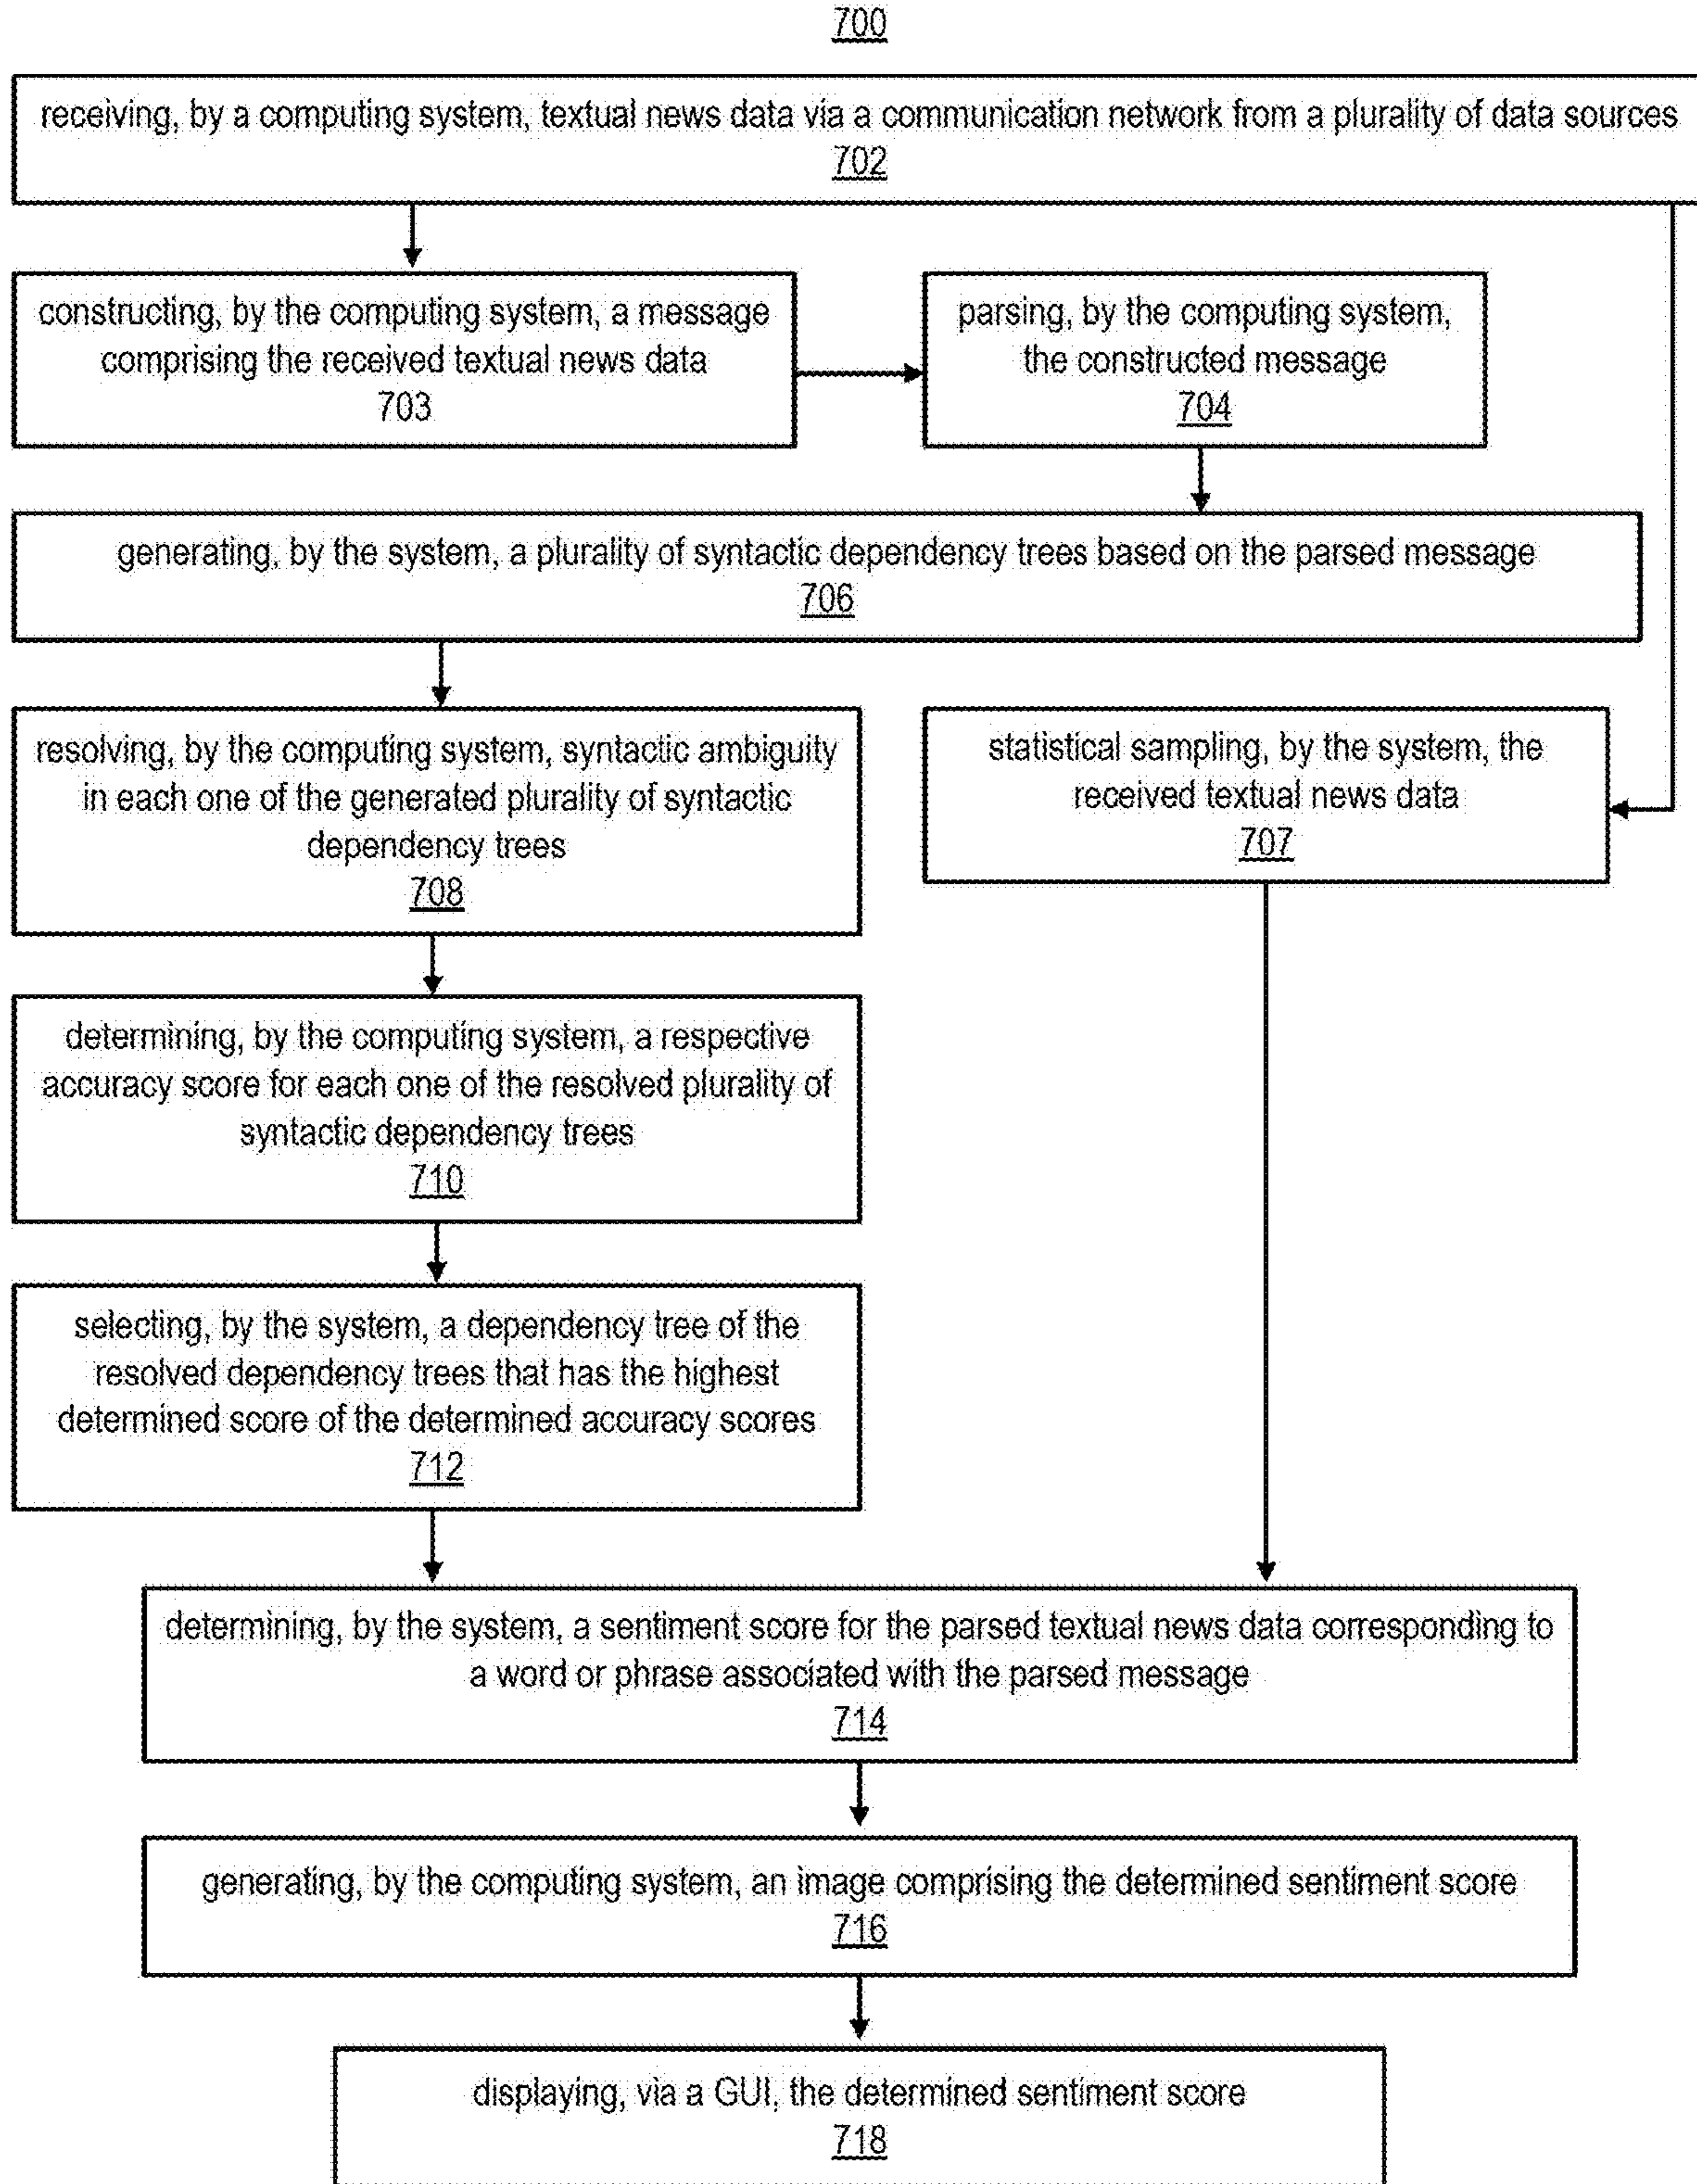 700
receiving, by a computing system, textual news data via a communication network from a plurality of data sources
702
constructing, by the computing system, a message
comprising the received textual news data
703
parsing, by the computing system,
the constructed message
704
generating, by the system, a plurality of syntactic dependency trees based on the parsed message
706
resolving, by the computing system, syntactic ambiguity
in each one of the generated plurality of syntactic
dependency trees
708
statistical sampling, by the system, the
received textual news data
707
determining, by the computing system, a respective
accuracy score for each one of the resolved plurality of
syntactic dependency trees
710
selecting, by the system, a dependency tree of the
resolved dependency trees that has the highest
determined score of the determined accuracy scores
712
determining, by the system, a sentiment score for the parsed textual news data corresponding to
a word or phrase associated with the parsed message
714
generating, by the computing system, an image comprising the determined sentiment score
716
displaying, via a GUI, the determined sentiment score
718